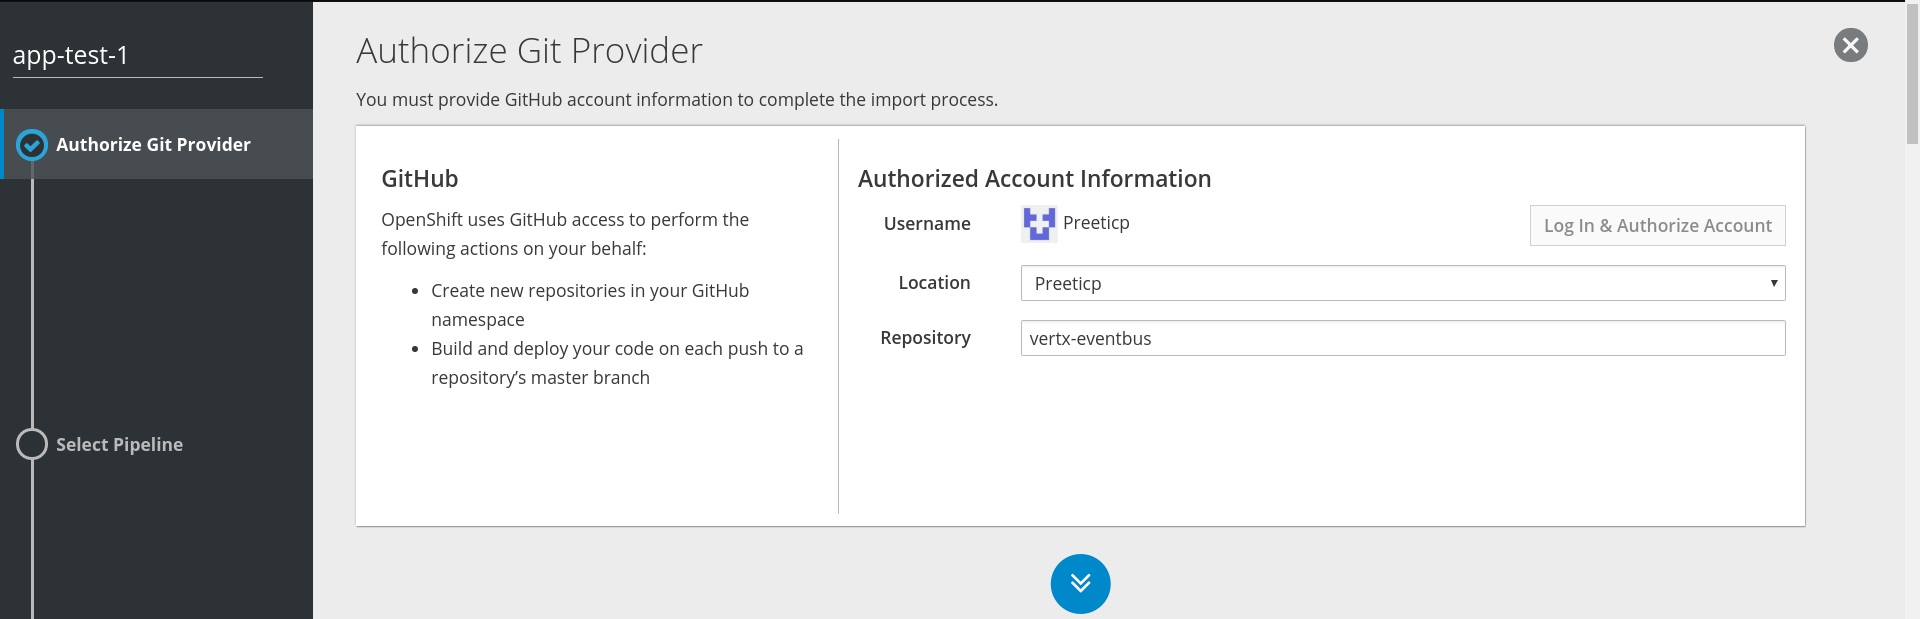 app-test-1
Authorize Git Provider
Select Pipeline
Authorize Git Provider
You must provide GitHub account information to complete the import process.
GitHub
OpenShift uses GitHub access to perform the
following actions on your behalf:
• Create new repositories in your GitHub
namespace
• Build and deploy your code on each push to a
repository’s master branch
Authorized Account Information
Username Preeticp Log In & Authorize Account
Location Preeticp
Repository vertx-eventbus